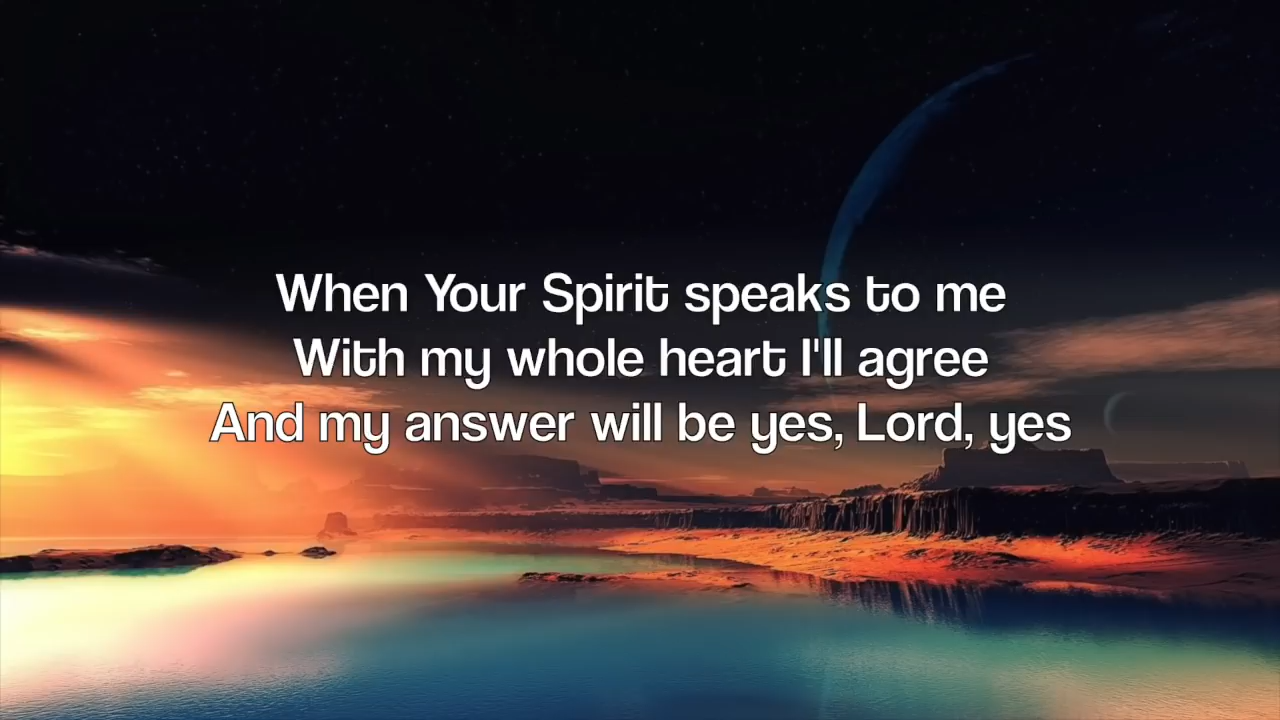 When Your Spirit speaks to me
With my whole heart I'll agree
And my answer will be yes, Lord, yes